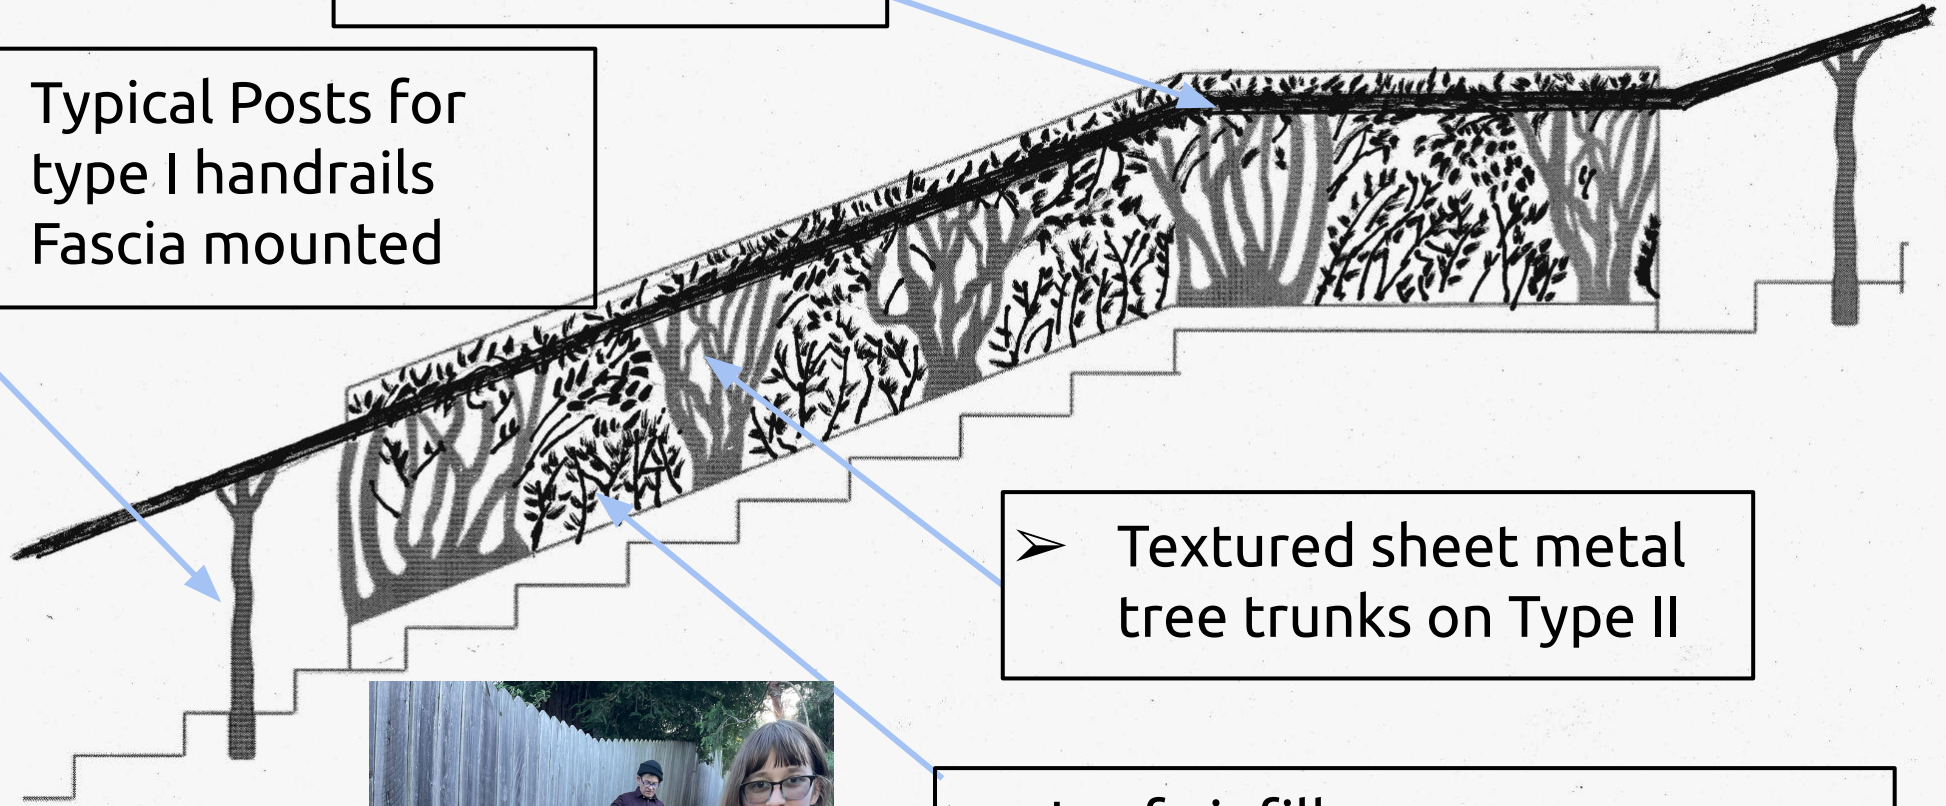 Typical Posts for
type I handrails
Fascia mounted
➢ Textured sheet metal
tree trunks on Type II